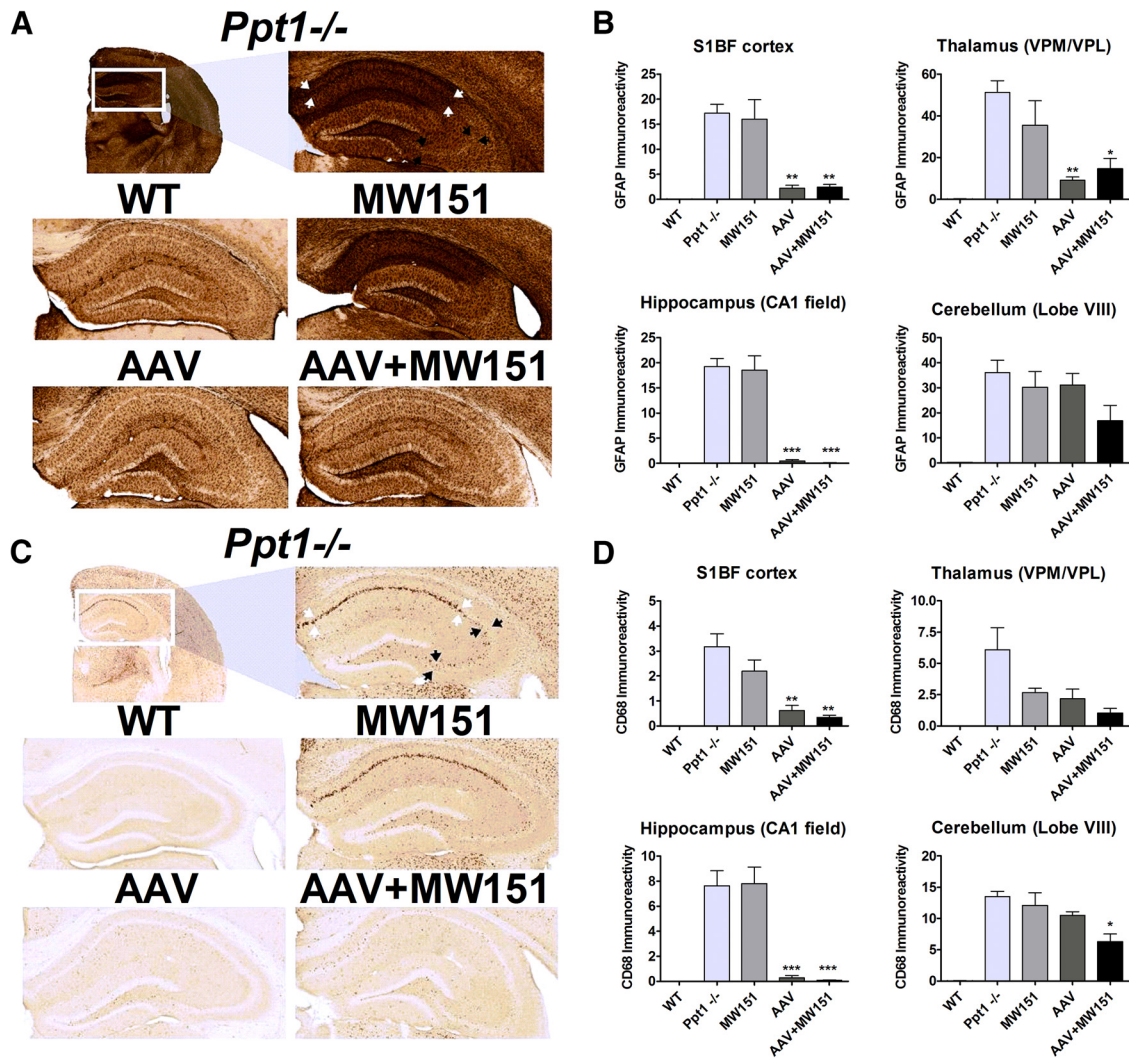 A
Ppt1-/-
WT
MW151
AAV
AAV+MW151
B
S1BF cortex
GFAP Immunoreactivity
25
20
15
10
5
0
**
**
WT
Ppt1 -/-
MW151
AAV
AAV+MW151
Thalamus (VPM/VPL)
GFAP Immunoreactivity
60
40
20
0
**
*
WT
Ppt1 -/-
MW151
AAV
AAV+MW151
Hippocampus (CA1 field)
GFAP Immunoreactivity
25
20
15
10
5
0
***
***
WT
Ppt1 -/-
MW151
AAV
AAV+MW151
Cerebellum (Lobe VIII)
GFAP Immunoreactivity
50
40
30
20
10
0
WT
Ppt1 -/-
MW151
AAV
AAV+MW151
C
Ppt1-/-
WT
MW151
AAV
AAV+MW151
D
S1BF cortex
CD68 Immunoreactivity
5
4
3
2
1
0
**
**
WT
Ppt1 -/-
MW151
AAV
AAV+MW151
Thalamus (VPM/VPL)
CD68 Immunoreactivity
10.0
7.5
5.0
2.5
0.0
WT
Ppt1 -/-
MW151
AAV
AAV+MW151
Hippocampus (CA1 field)
CD68 Immunoreactivity
10
8
6
4
2
0
***
***
WT
Ppt1 -/-
MW151
AAV
AAV+MW151
Cerebellum (Lobe VIII)
CD68 Immunoreactivity
20
15
10
5
0
*
WT
Ppt1 -/-
MW151
AAV
AAV+MW151